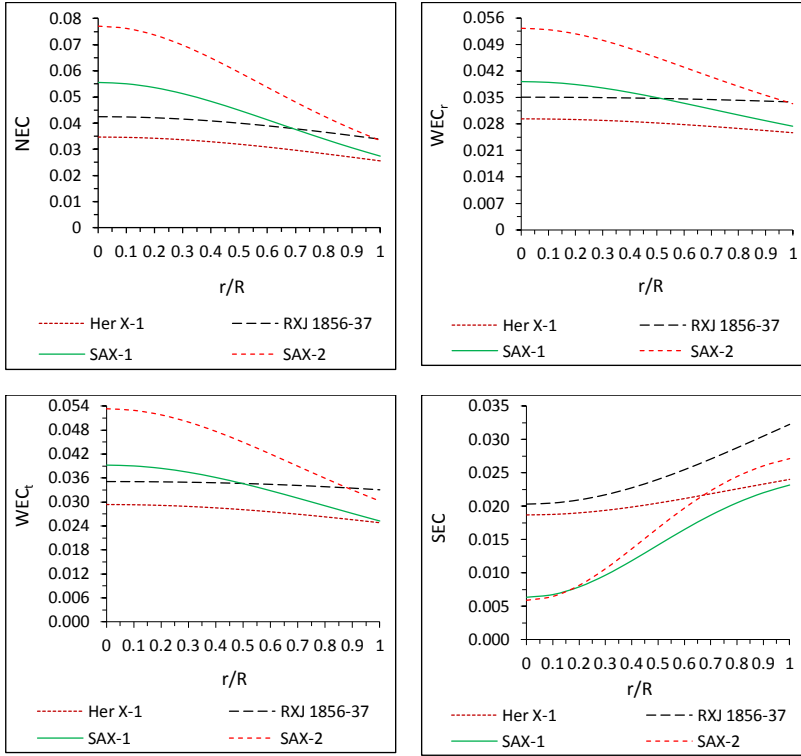 0.08
0.07
0.06
0.05
0.04
0.03
0.02
0.01
0
NEC
0 0.1 0.2 0.3 0.4 0.5 0.6 0.7 0.8 0.9 1
r/R
Her X-1 RXJ 1856-37
SAX-1 SAX-2
0.056
0.049
0.042
0.035
0.028
0.021
0.014
0.007
0
WECr
0 0.1 0.2 0.3 0.4 0.5 0.6 0.7 0.8 0.9 1
r/R
Her X-1 RXJ 1856-37
SAX-1 SAX-2
0.054
0.048
0.042
0.036
0.030
0.024
0.018
0.012
0.006
0.000
WECt
0 0.1 0.2 0.3 0.4 0.5 0.6 0.7 0.8 0.9 1
r/R
Her X-1 RXJ 1856-37
SAX-1 SAX-2
0.035
0.030
0.025
0.020
0.015
0.010
0.005
0.000
SEC
0 0.1 0.2 0.3 0.4 0.5 0.6 0.7 0.8 0.9 1
r/R
Her X-1 RXJ 1856-37
SAX-1 SAX-2